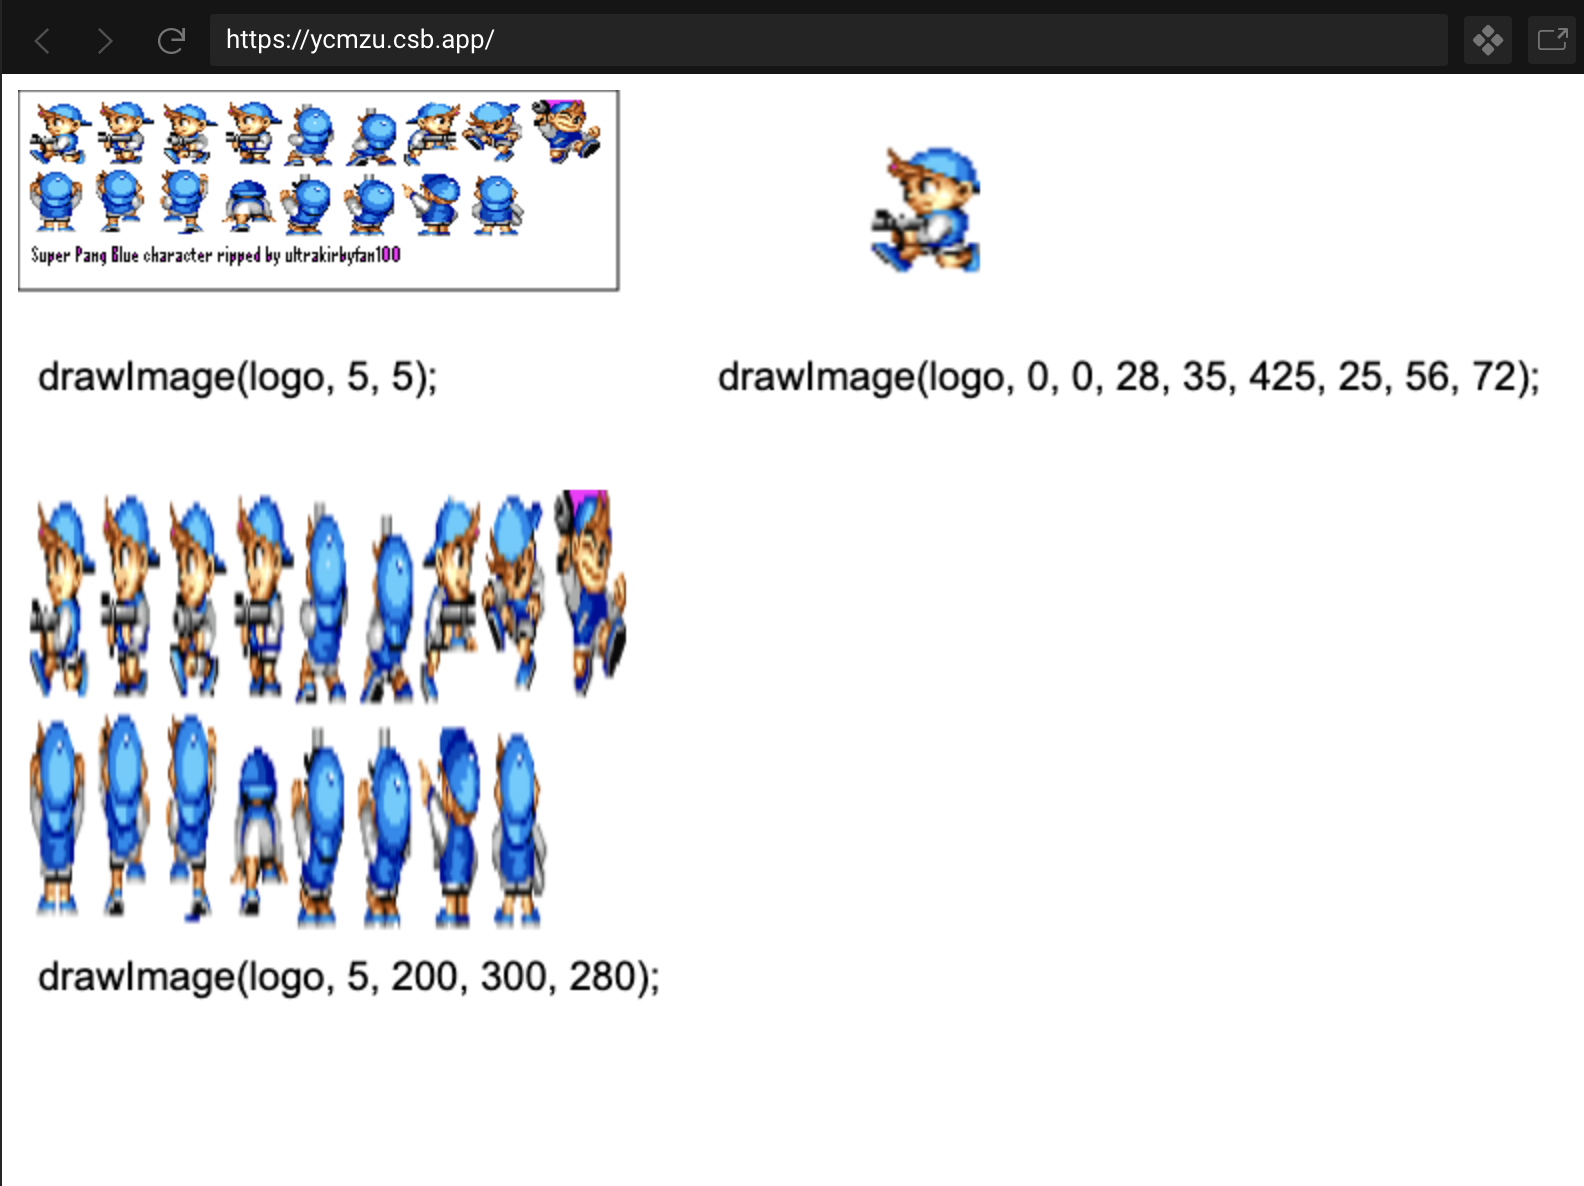 https://ycmzu.csb.app/
Super Pang Blue character ripped by ultrakirbyfan100
drawImage(logo, 5, 5);
drawImage(logo, 0, 0, 28, 35, 425, 25, 56, 72);
drawImage(logo, 5, 200, 300, 280);